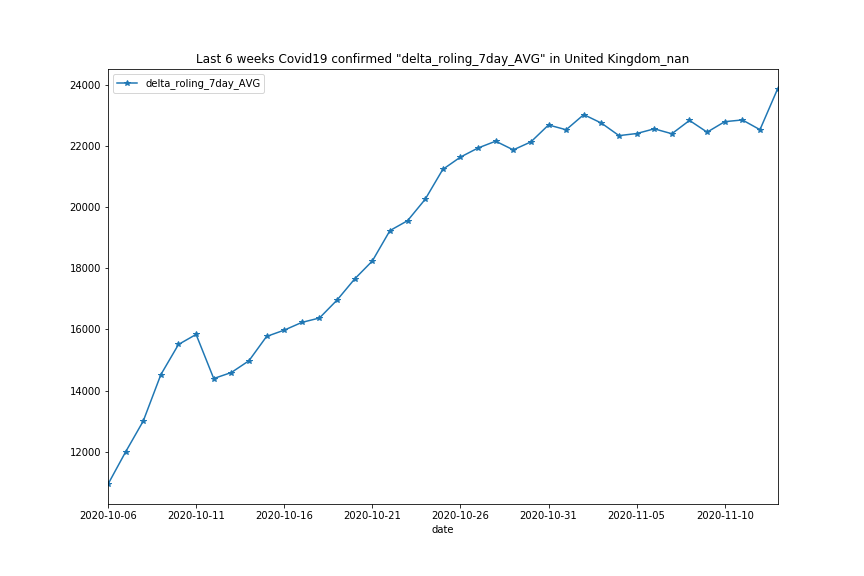 Last 6 weeks Covid19 confirmed "delta_roling_7day_AVG" in United Kingdom_nan
delta_roling_7day_AVG
24000
22000
20000
18000
16000
14000
12000
2020-10-06 2020-10-11 2020-10-16 2020-10-21 2020-10-26 2020-10-31 2020-11-05 2020-11-10
date